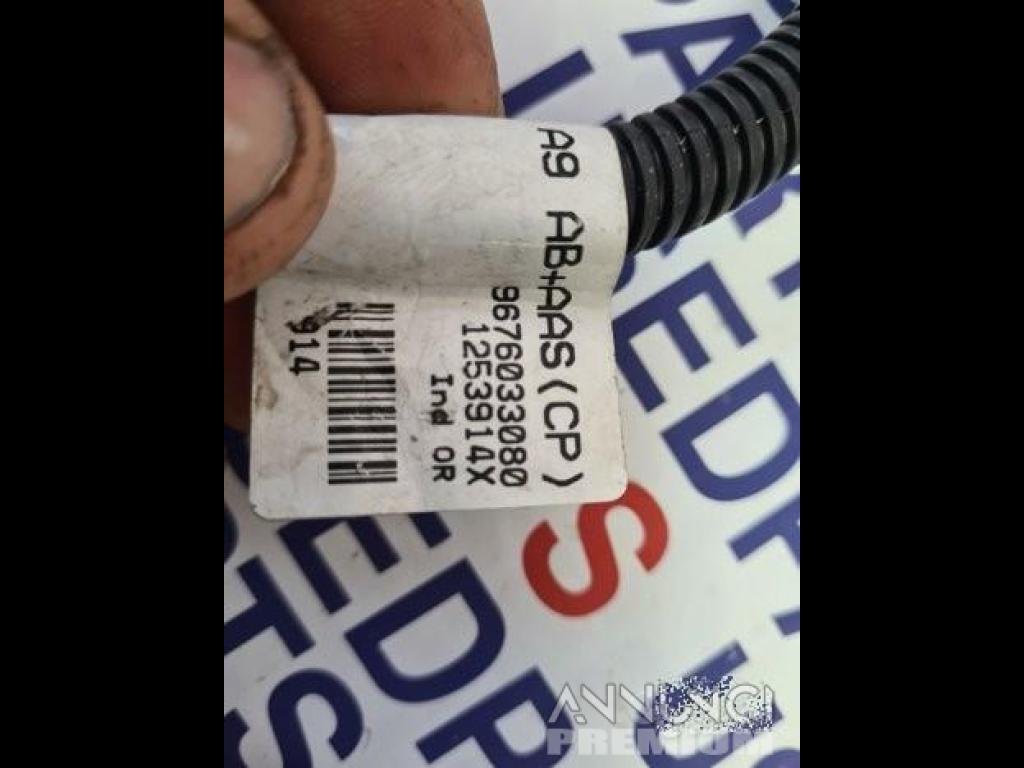 A9 AB+AAS(CP)
9676033080
1253914X
Ind OR
914
S
ANNUNCI
PREMIUM